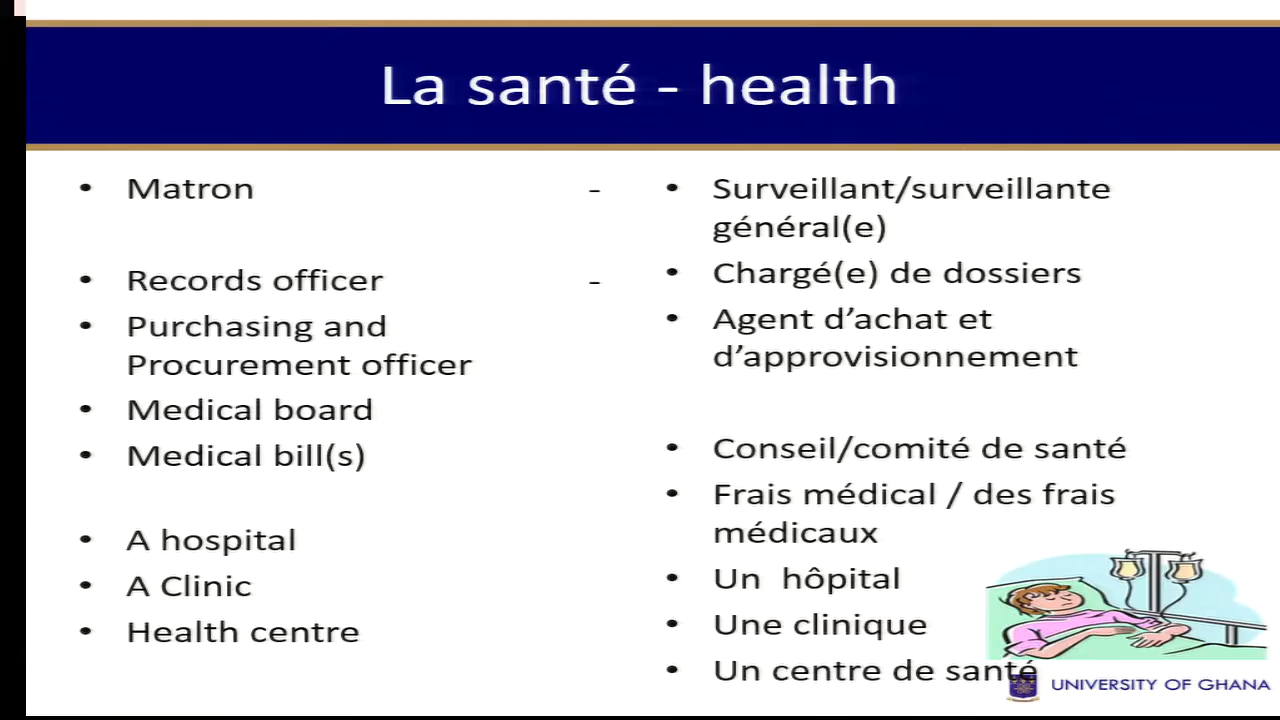 La santé - health
• Matron -
• Records officer -
• Purchasing and
Procurement officer
• Medical board
• Medical bill(s)
• A hospital
• A Clinic
• Health centre
• Surveillant/surveillante
général(e)
• Chargé(e) de dossiers
• Agent d’achat et
d’approvisionnement
• Conseil/comité de santé
• Frais médical / des frais
médicaux
• Un hôpital
• Une clinique
• Un centre de santé
UNIVERSITY OF GHANA